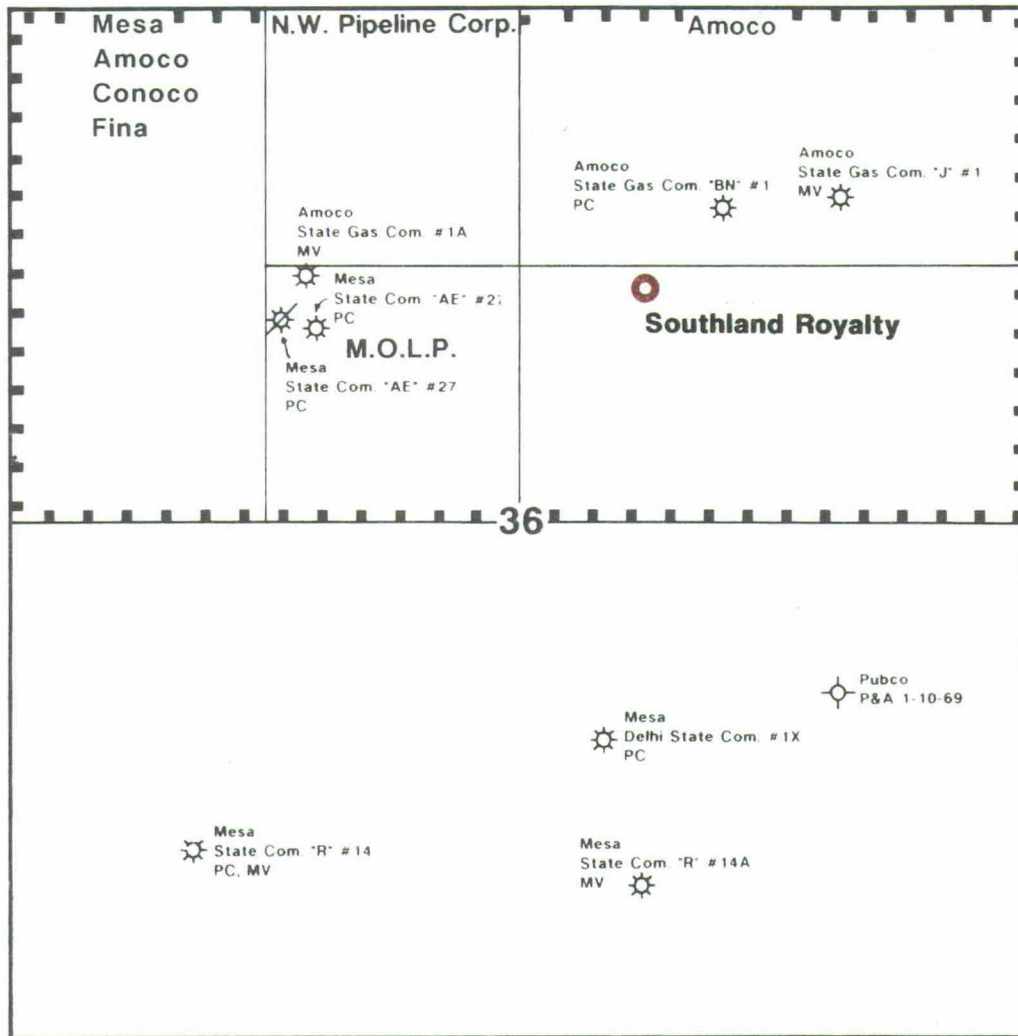 Mesa
Amoco
Conoco
Fina
N.W. Pipeline Corp.
Amoco
Amoco
State Gas Com. "BN" #1
PC
Amoco
State Gas Com. "J" #1
MV
Amoco
State Gas Com. #1A
MV
Mesa
State Com. "AE" #27
PC
M.O.L.P.
Mesa
State Com. "AE" #27
PC
Southland Royalty
36
Pubco
P&A 1-10-69
Mesa
Delhi State Com. #1X
PC
Mesa
State Com. "R" #14
PC, MV
Mesa
State Com. "R" #14A
MV